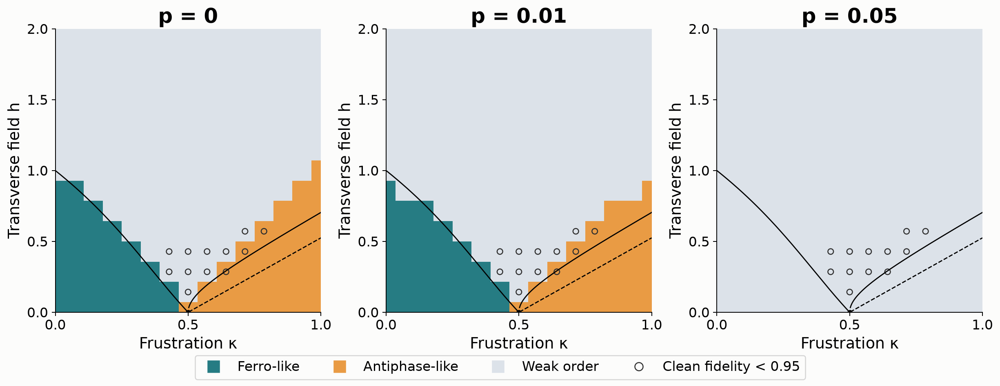 p = 0
p = 0.01
p = 0.05
Transverse field h
2.0
1.5
1.0
0.5
0.0
0.0 0.5 1.0
Frustration κ
Transverse field h
2.0
1.5
1.0
0.5
0.0
0.0 0.5 1.0
Frustration κ
Transverse field h
2.0
1.5
1.0
0.5
0.0
0.0 0.5 1.0
Frustration κ
Ferro-like Antiphase-like Weak order Clean fidelity < 0.95